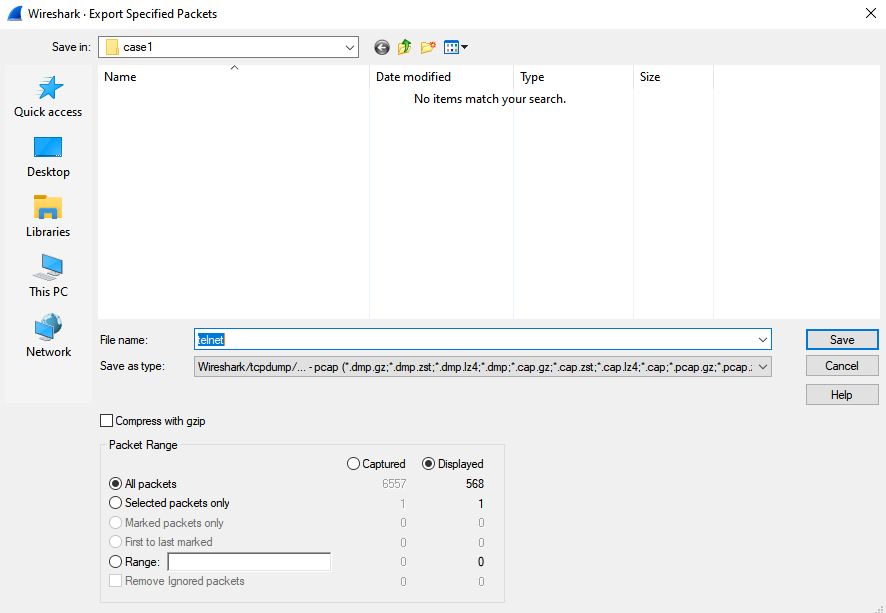 Wireshark · Export Specified Packets
Save in: case1
Name Date modified Type Size
No items match your search.
Quick access
Desktop
Libraries
This PC
Network
File name: telnet Save
Save as type: Wireshark/tcpdump/... - pcap (*.dmp.gz;*.dmp.zst;*.dmp.lz4;*.dmp;*.cap.gz;*.cap.zst;*.cap.lz4;*.cap;*.pcap.gz;*.pcap.z Cancel
Help
Compress with gzip
Packet Range
Captured Displayed
All packets 6557 568
Selected packets only 1 1
Marked packets only 0 0
First to last marked 0 0
Range: 0 0
Remove Ignored packets 0 0